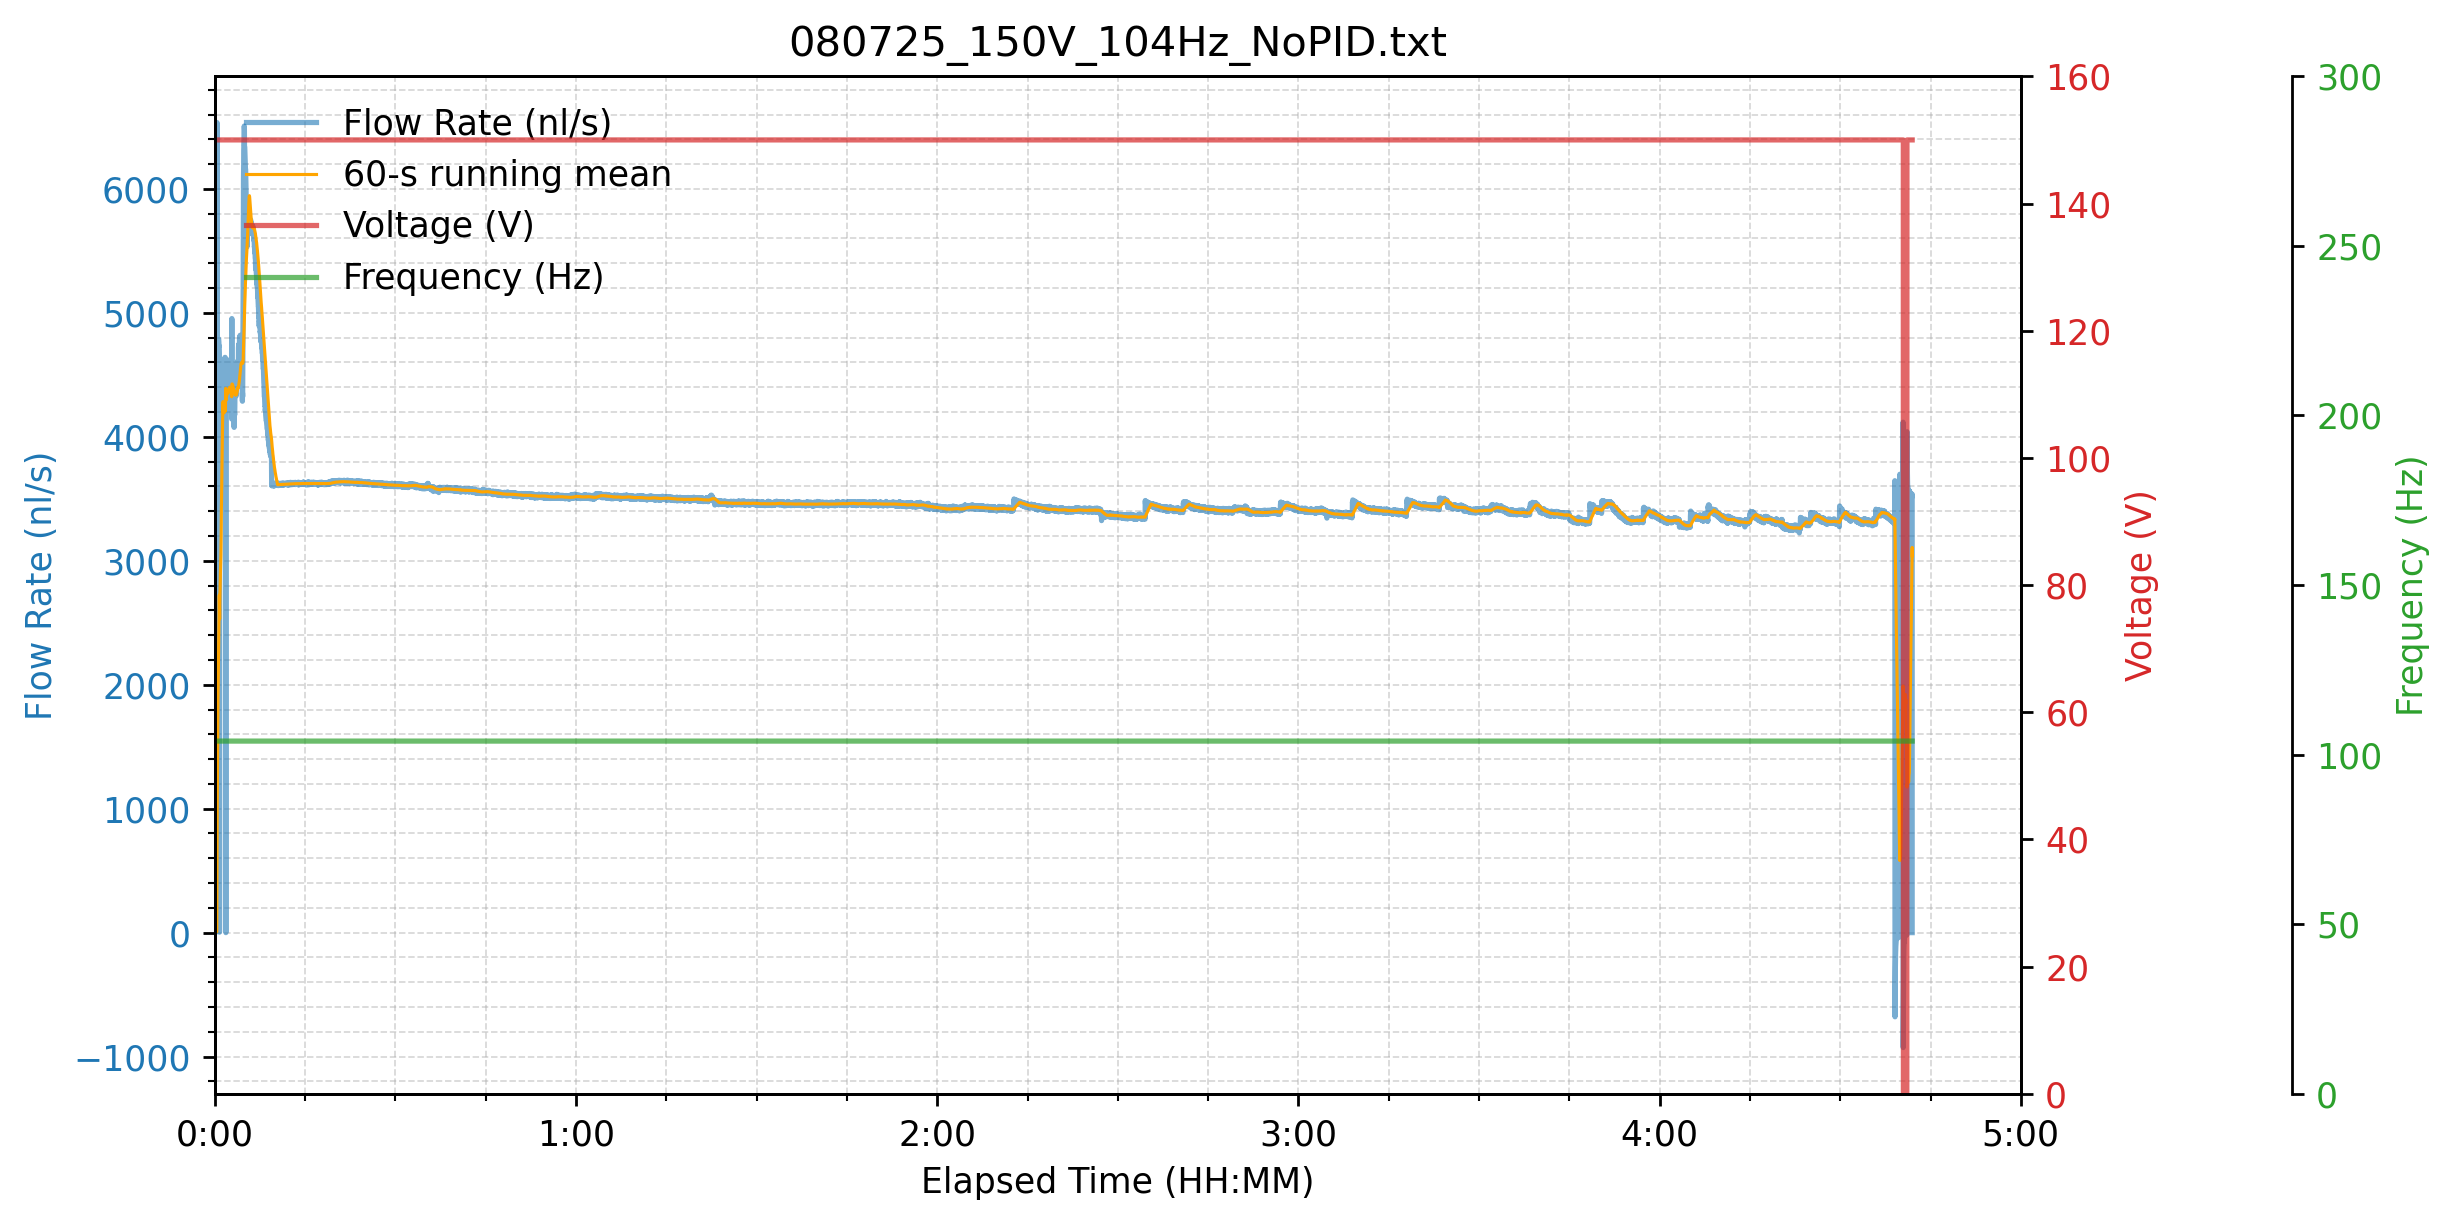 080725_150V_104Hz_NoPID.txt
Flow Rate (nl/s)
60-s running mean
Voltage (V)
Frequency (Hz)
6000
5000
4000
3000
2000
1000
0
−1000
Flow Rate (nl/s)
160
140
120
100
80
60
40
20
0
Voltage (V)
300
250
200
150
100
50
0
Frequency (Hz)
0:00 1:00 2:00 3:00 4:00 5:00
Elapsed Time (HH:MM)